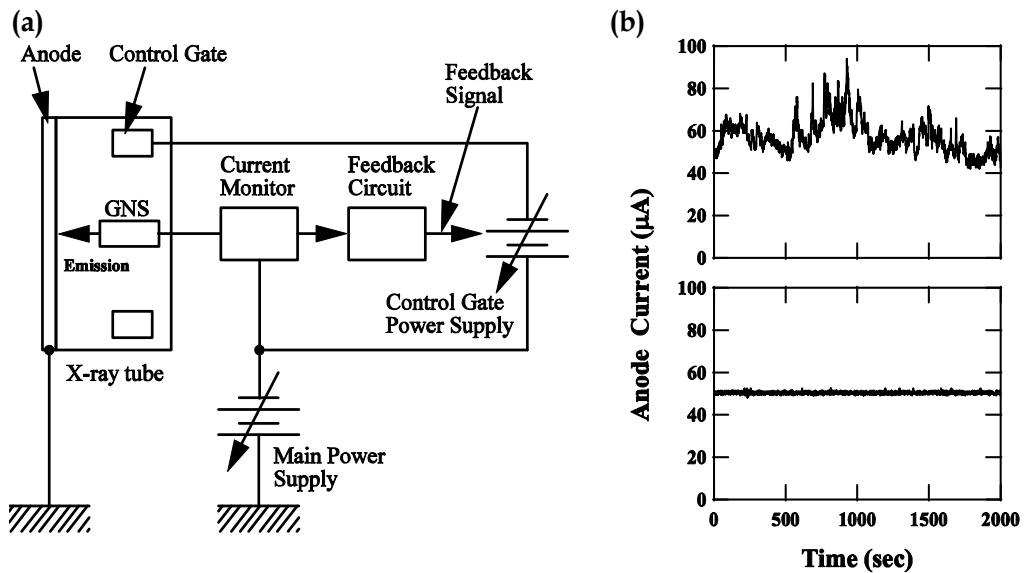 (a)
Anode
Control Gate
Feedback
Signal
Current
Monitor
Feedback
Circuit
GNS
Emission
Control Gate
Power Supply
X-ray tube
Main Power
Supply
(b)
Anode Current (μA)
100
80
60
40
20
0
100
80
60
40
20
0
0
500
1000
1500
2000
Time (sec)